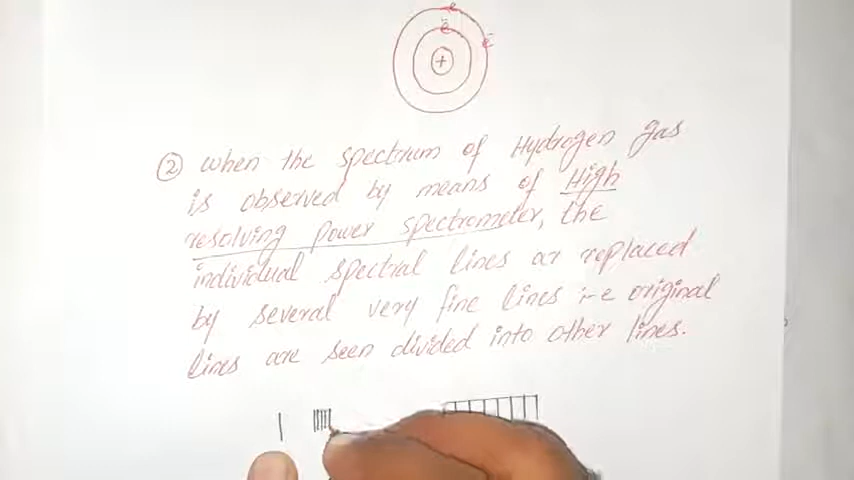 e
e
e
+
② when the spectrum of Hydrogen gas
is observed by means of High
resolving power spectrometer, the
individual spectral lines ar replaced
by several very fine lines i-e original
lines are seen divided into other lines.